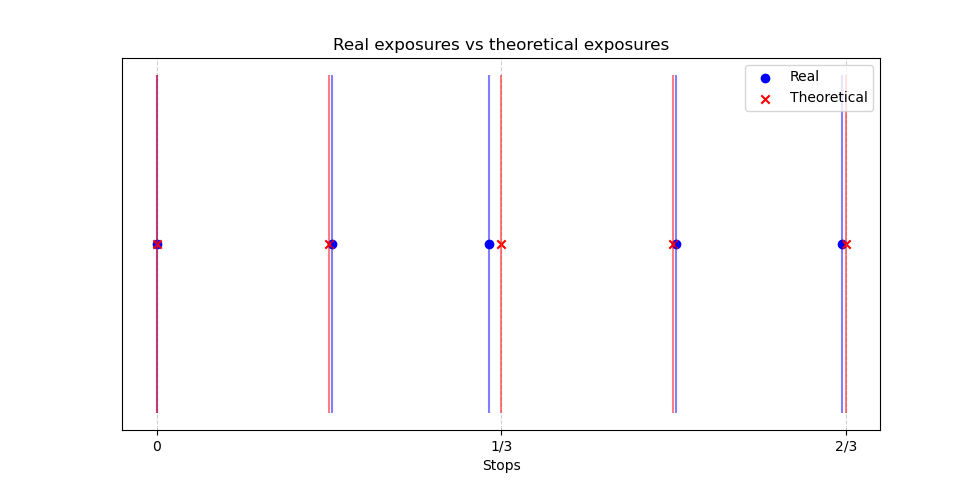 Real exposures vs theoretical exposures
Real
Theoretical
0
1/3
2/3
Stops